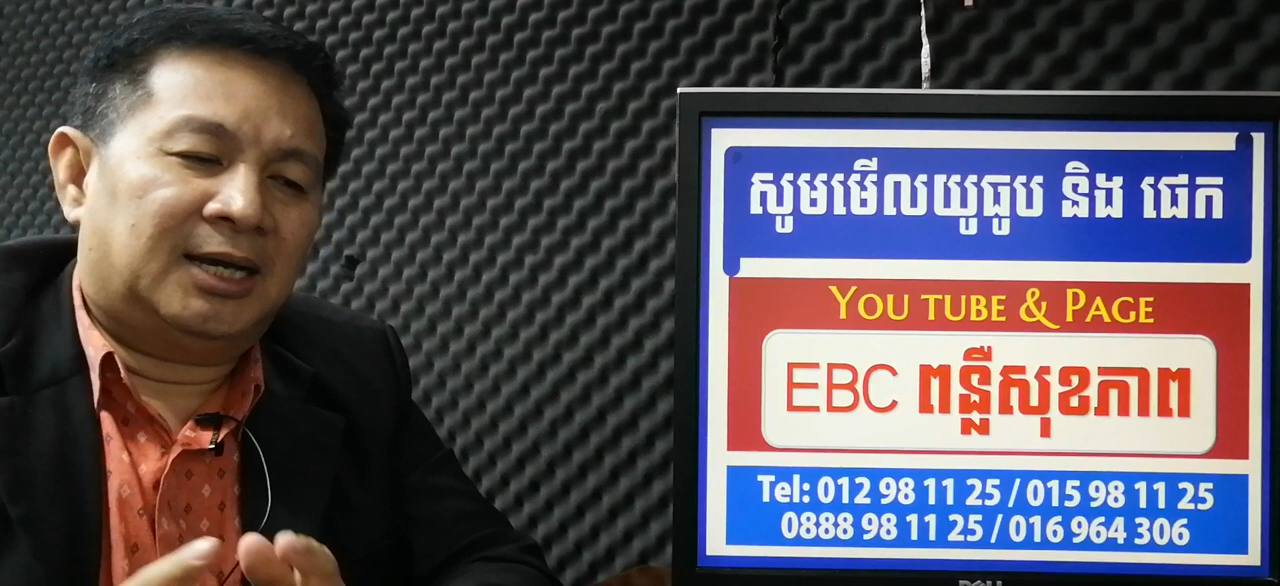 សូមមើលយូធូប និង ផេក
YOU TUBE & PAGE
EBC ពន្លឺសុខភាព
Tel: 012 98 11 25 / 015 98 11 25
0888 98 11 25 / 016 964 306